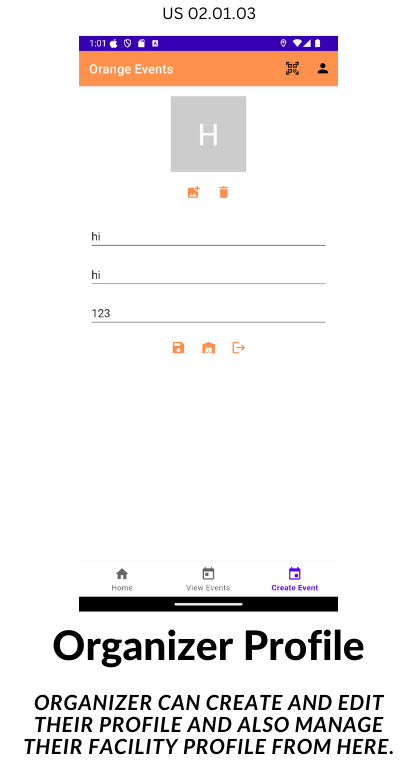 US 02.01.03
1:01
Orange Events
H
hi
hi
123
Home
View Events
Create Event
Organizer Profile
ORGANIZER CAN CREATE AND EDIT
THEIR PROFILE AND ALSO MANAGE
THEIR FACILITY PROFILE FROM HERE.